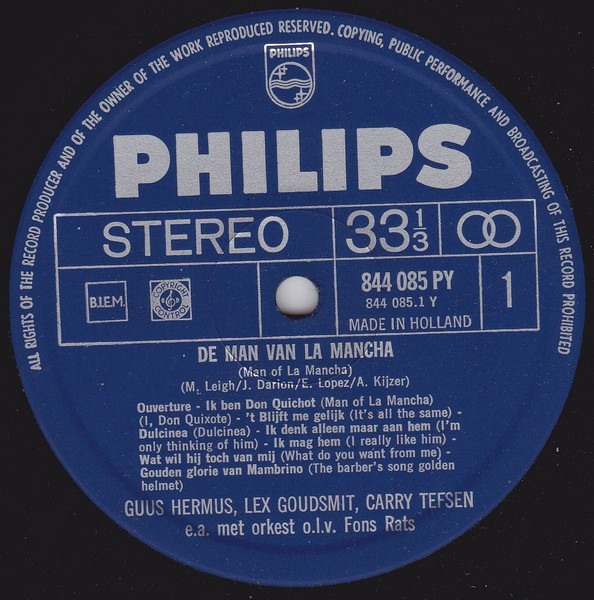 ALL RIGHTS OF THE RECORD PRODUCER AND OF THE OWNER OF THE WORK REPRODUCED RESERVED. COPYING, PUBLIC PERFORMANCE AND BROADCASTING OF THIS RECORD PROHIBITED
PHILIPS
PHILIPS
STEREO
33 1/3
B.I.E.M.
COPYRIGHT CONTROL
844 085 PY
844 085.1 Y
MADE IN HOLLAND
1
DE MAN VAN LA MANCHA
(Man of La Mancha)
(M. Leigh/J. Darion/E. Lopez/A. Kijzer)
Ouverture - Ik ben Don Quichot (Man of La Mancha)
(I, Don Quixote) - 't Blijft me gelijk (It's all the same) -
Dulcinea (Dulcinea) - Ik denk alleen maar aan hem (I'm
only thinking of him) - Ik mag hem (I really like him) -
Wat wil hij toch van mij (What do you want from me) -
Gouden glorie van Mambrino (The barber's song golden
helmet)
GUUS HERMUS, LEX GOUDSMIT, CARRY TEFSEN
e.a. met orkest o.l.v. Fons Rats